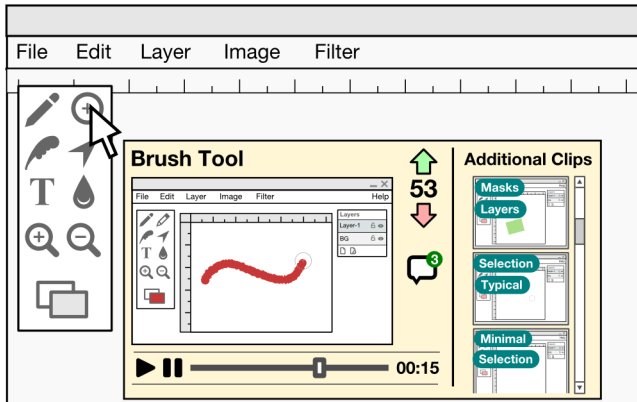 File Edit Layer Image Filter
Brush Tool
53
3
File Edit Layer Image Filter Help
Layers
Layer-1
BG
T
T
00:15
Additional Clips
Masks
Layers
Selection
Typical
Minimal
Selection